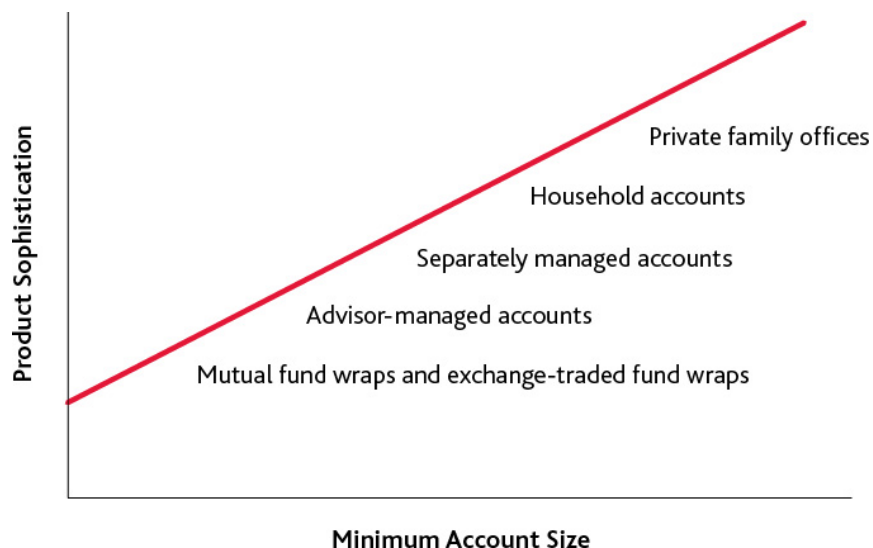 Product Sophistication
Private family offices
Household accounts
Separately managed accounts
Advisor-managed accounts
Mutual fund wraps and exchange-traded fund wraps
Minimum Account Size